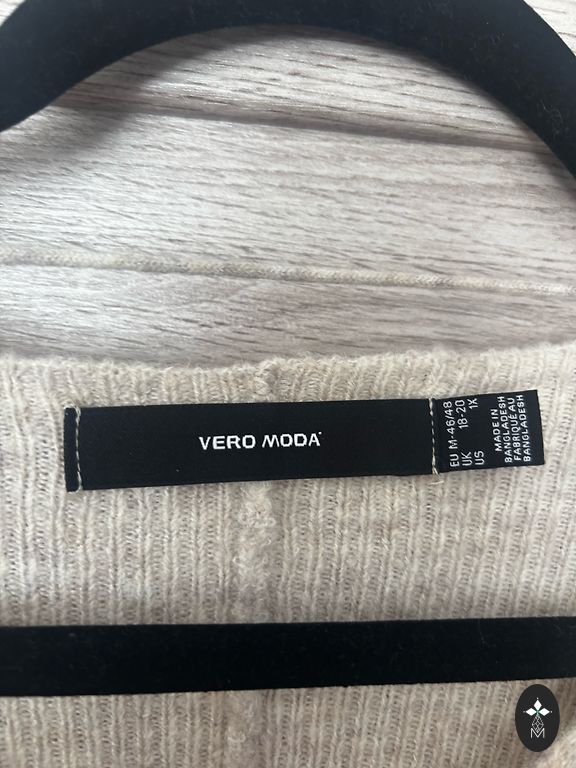 VERO MODA
EU M-46/48
UK 18-20
US 1X
MADE IN
BANGLADESH
FABRIQUÉ AU
BANGLADESH
M